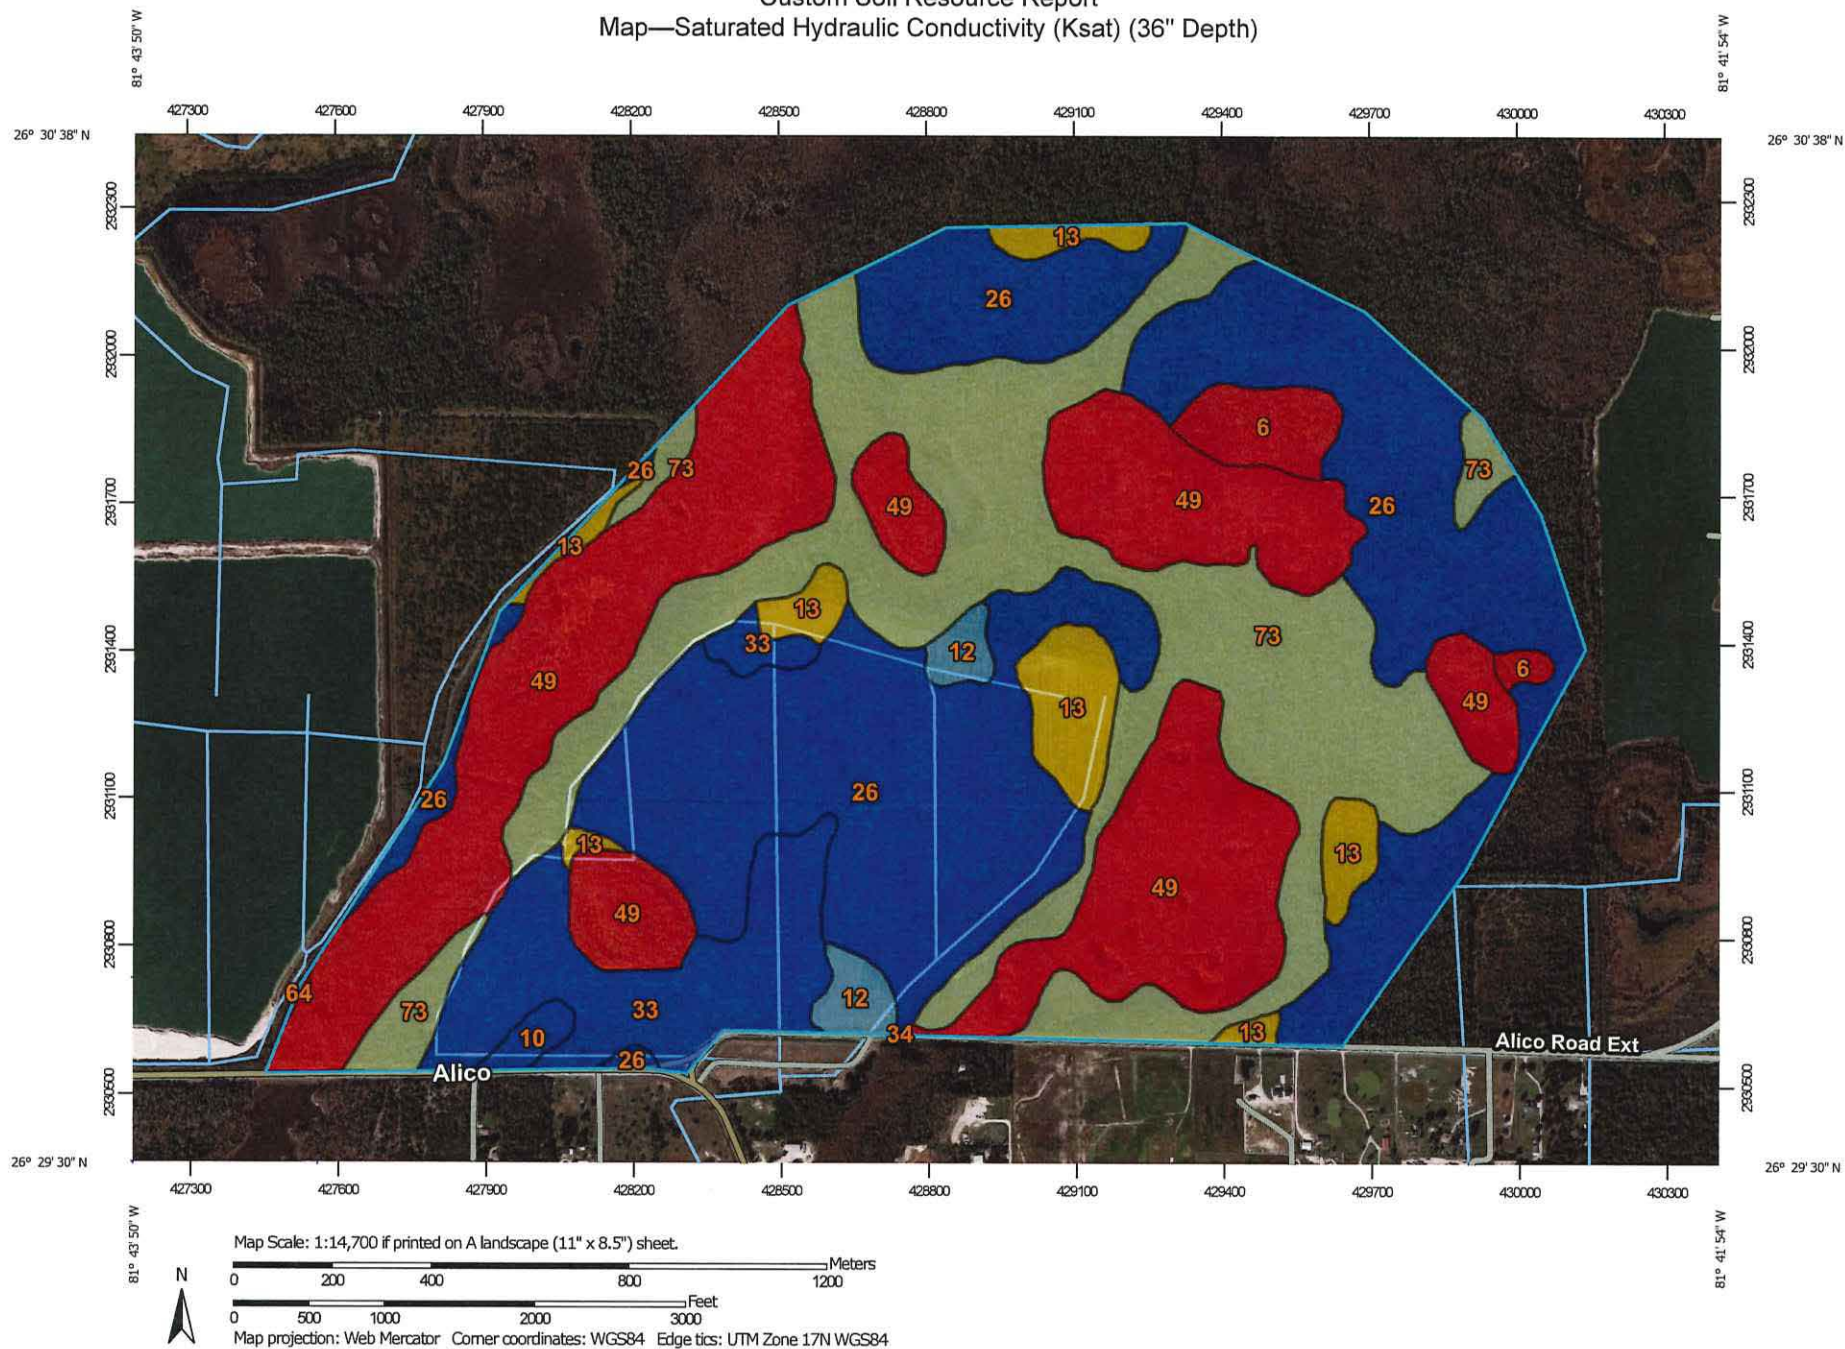 Custom Soil Resource Report
Map—Saturated Hydraulic Conductivity (Ksat) (36" Depth)
81° 43' 50" W
81° 41' 54" W
427300 427600 427900 428200 428500 428800 429100 429400 429700 430000 430300
26° 30' 38" N
26° 30' 38" N
2932300
2932300
13
26
2932000
2932000
6
26
73
73
49
49
26
2931700
2931700
13
13
33
12
73
2931400
2931400
49
6
49
13
26
26
2931100
2931100
13
13
49
49
2930800
2930800
64
12
73
33
10
34
13
26
Alico
Alico Road Ext
2930500
2930500
26° 29' 30" N
26° 29' 30" N
427300 427600 427900 428200 428500 428800 429100 429400 429700 430000 430300
81° 43' 50" W
81° 41' 54" W
Map Scale: 1:14,700 if printed on A landscape (11" x 8.5") sheet.
Meters
N
0 200 400 800 1200
Feet
0 500 1000 2000 3000
Map projection: Web Mercator Corner coordinates: WGS84 Edge tics: UTM Zone 17N WGS84